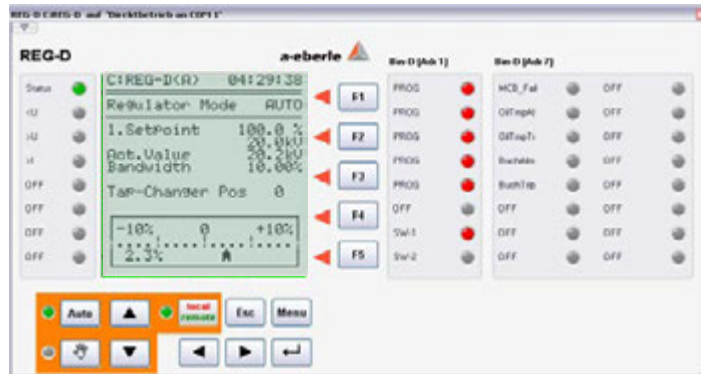 REG-D
a-eberle
C:REG-D(A) 04:29:38
Regulator Mode AUTO
1.SetPoint 100.0 %
20.0kV
Act.Value 20.2kV
Bandwidth 10.00%
Tap-Changer Pos 0
-10% 0 +10%
2.3%
Status
<U
>U
>I
OFF
OFF
OFF
OFF
F1
F2
F3
F4
F5
Bin-D [Adr 1]
PROG
PROG
PROG
PROG
PROG
OFF
SW-1
SW-2
MCB_Fail
OFF
OFF
OFF
OFF
OFF
OFF
OFF
OFF
OFF
OFF
OFF
Auto
local
remote
Esc
Menu